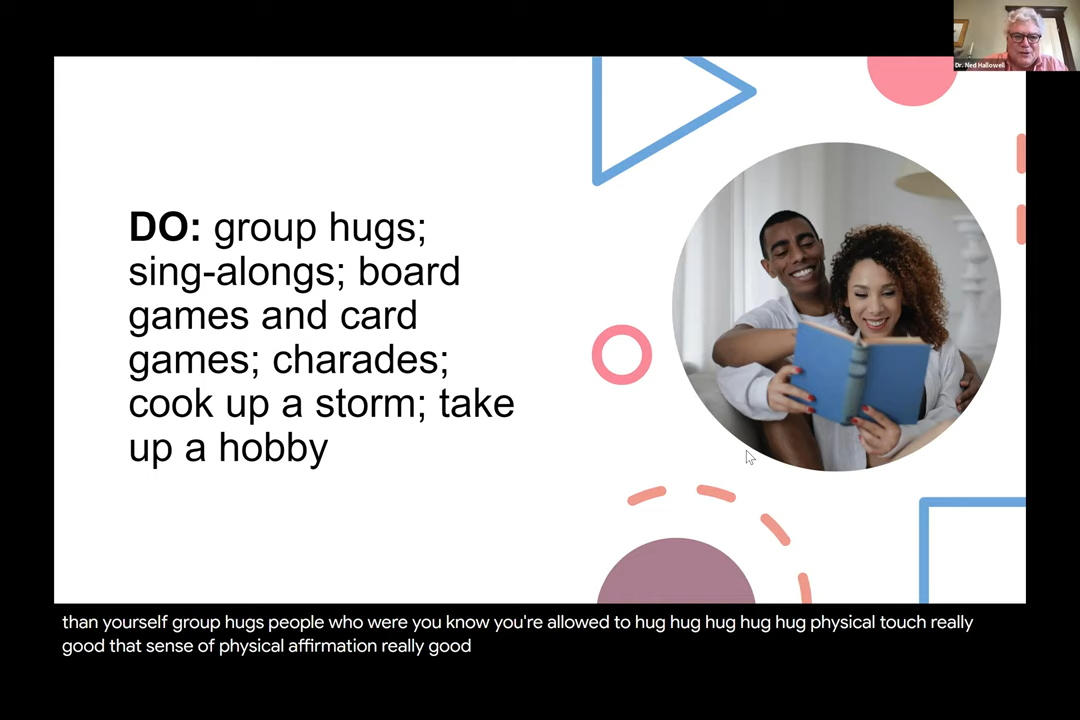 Dr. Ned Hallowell
DO: group hugs;
sing-alongs; board
games and card
games; charades;
cook up a storm; take
up a hobby
than yourself group hugs people who were you know you're allowed to hug hug hug hug hug physical touch really
good that sense of physical affirmation really good